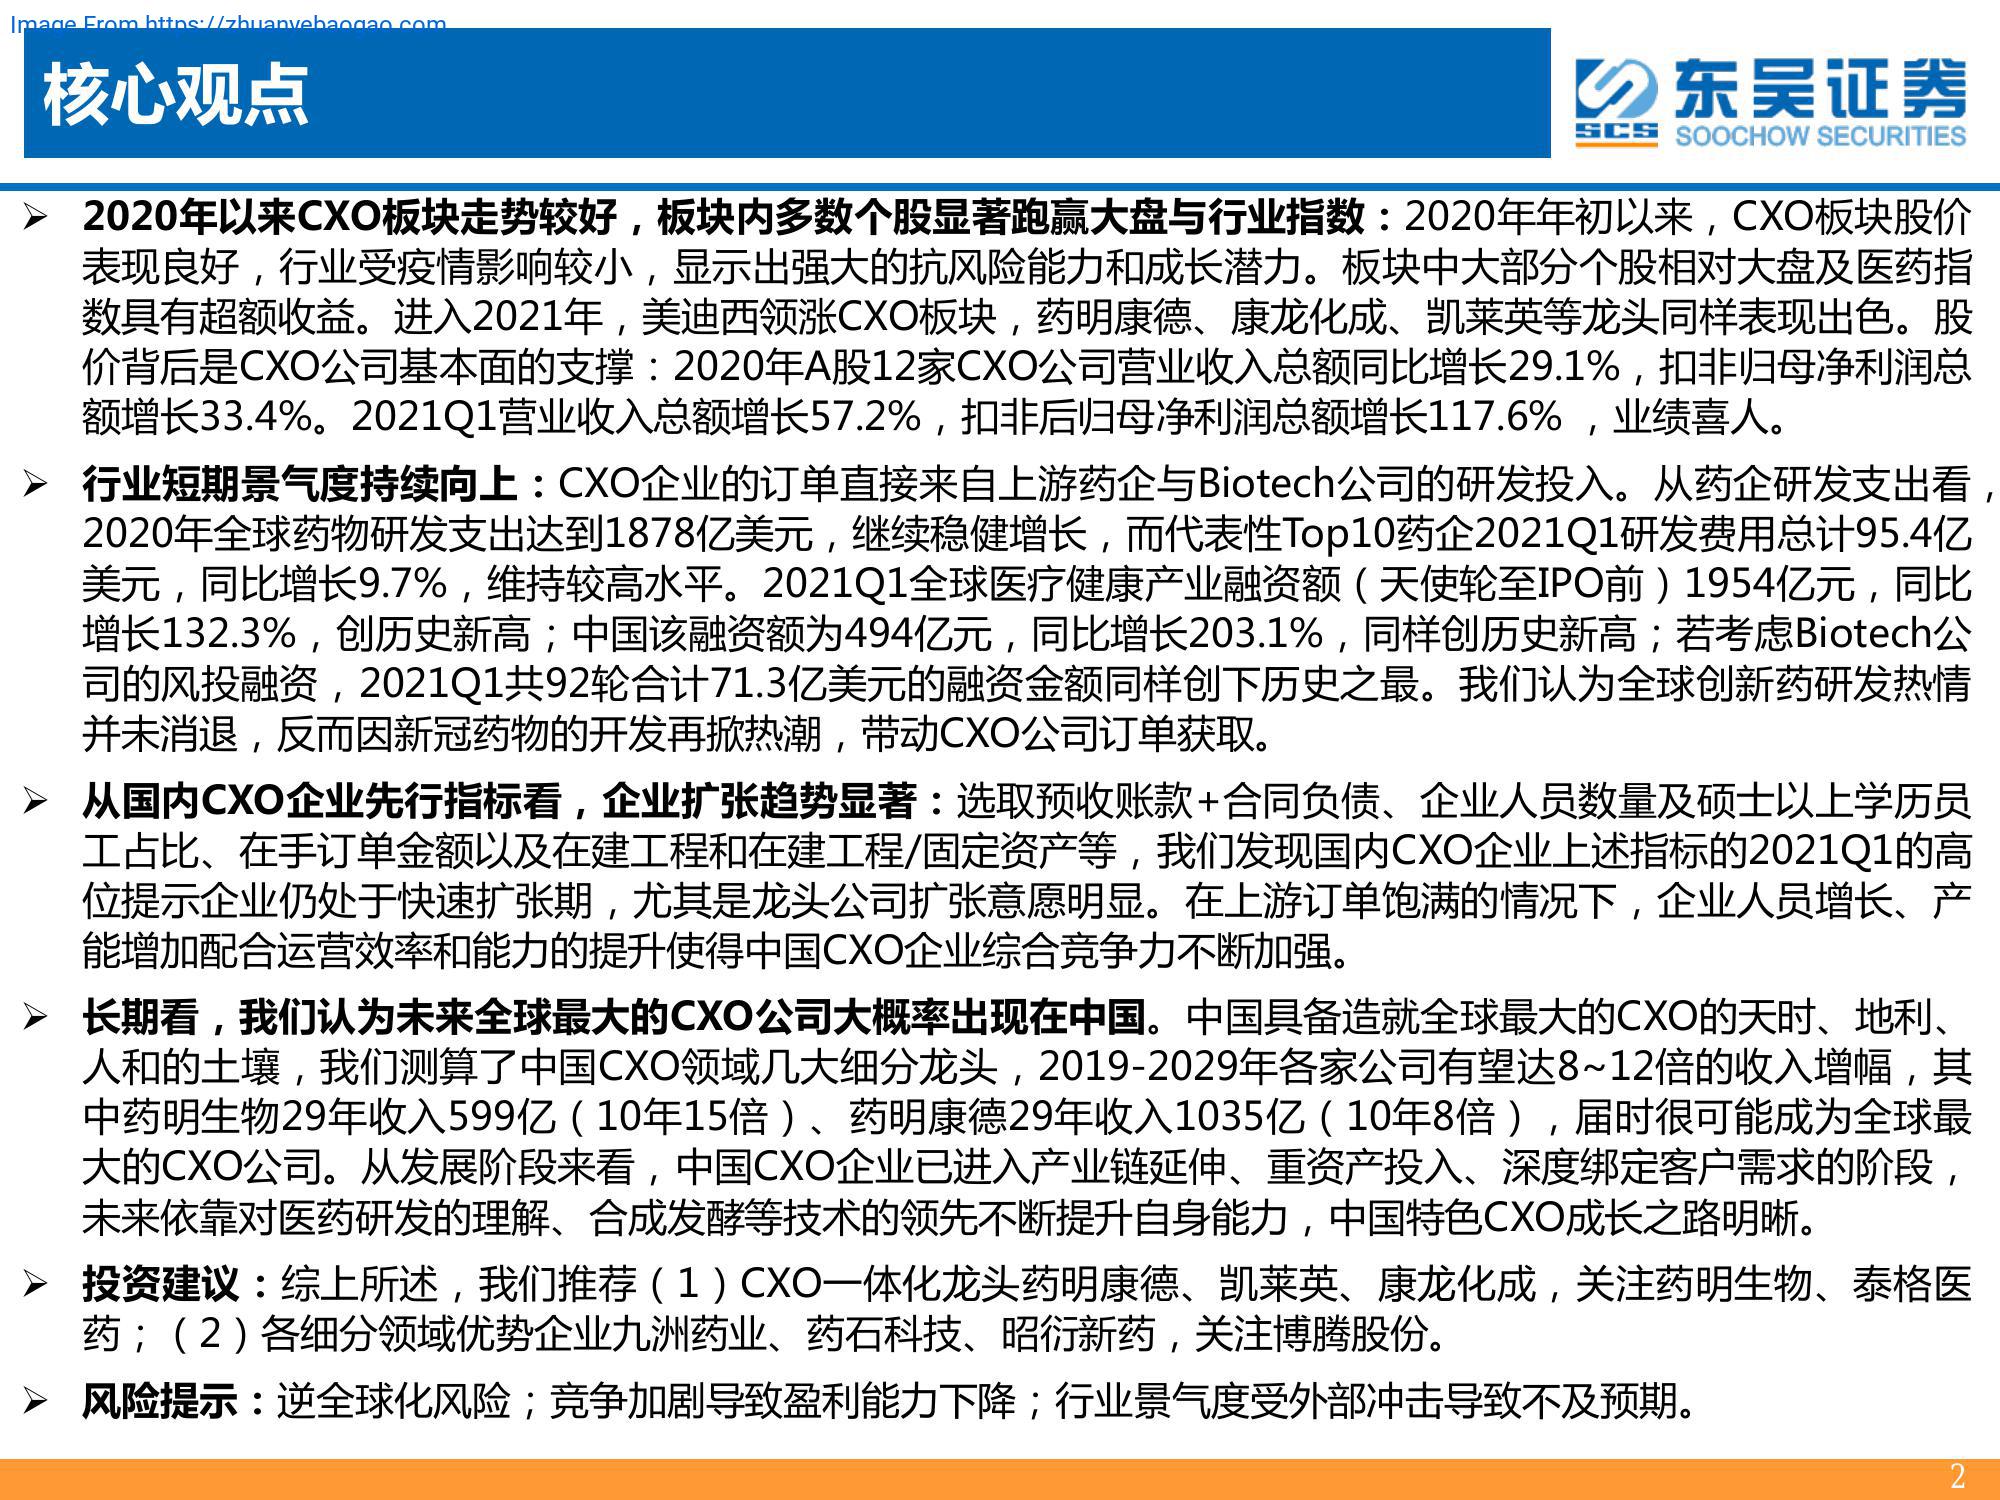 Image From https://zhuanyebaogao.com
核心观点
东吴证券
SCS
SOOCHOW SECURITIES
➢ 2020年以来CXO板块走势较好，板块内多数个股显著跑赢大盘与行业指数：2020年年初以来，CXO板块股价
表现良好，行业受疫情影响较小，显示出强大的抗风险能力和成长潜力。板块中大部分个股相对大盘及医药指
数具有超额收益。进入2021年，美迪西领涨CXO板块，药明康德、康龙化成、凯莱英等龙头同样表现出色。股
价背后是CXO公司基本面的支撑：2020年A股12家CXO公司营业收入总额同比增长29.1%，扣非归母净利润总
额增长33.4%。2021Q1营业收入总额增长57.2%，扣非后归母净利润总额增长117.6% ，业绩喜人。
➢ 行业短期景气度持续向上：CXO企业的订单直接来自上游药企与Biotech公司的研发投入。从药企研发支出看，
2020年全球药物研发支出达到1878亿美元，继续稳健增长，而代表性Top10药企2021Q1研发费用总计95.4亿
美元，同比增长9.7%，维持较高水平。2021Q1全球医疗健康产业融资额（天使轮至IPO前）1954亿元，同比
增长132.3%，创历史新高；中国该融资额为494亿元，同比增长203.1%，同样创历史新高；若考虑Biotech公
司的风投融资，2021Q1共92轮合计71.3亿美元的融资金额同样创下历史之最。我们认为全球创新药研发热情
并未消退，反而因新冠药物的开发再掀热潮，带动CXO公司订单获取。
➢ 从国内CXO企业先行指标看，企业扩张趋势显著：选取预收账款+合同负债、企业人员数量及硕士以上学历员
工占比、在手订单金额以及在建工程和在建工程/固定资产等，我们发现国内CXO企业上述指标的2021Q1的高
位提示企业仍处于快速扩张期，尤其是龙头公司扩张意愿明显。在上游订单饱满的情况下，企业人员增长、产
能增加配合运营效率和能力的提升使得中国CXO企业综合竞争力不断加强。
➢ 长期看，我们认为未来全球最大的CXO公司大概率出现在中国。中国具备造就全球最大的CXO的天时、地利、
人和的土壤，我们测算了中国CXO领域几大细分龙头，2019-2029年各家公司有望达8~12倍的收入增幅，其
中药明生物29年收入599亿（10年15倍）、药明康德29年收入1035亿（10年8倍），届时很可能成为全球最
大的CXO公司。从发展阶段来看，中国CXO企业已进入产业链延伸、重资产投入、深度绑定客户需求的阶段，
未来依靠对医药研发的理解、合成发酵等技术的领先不断提升自身能力，中国特色CXO成长之路明晰。
➢ 投资建议：综上所述，我们推荐（1）CXO一体化龙头药明康德、凯莱英、康龙化成，关注药明生物、泰格医
药；（2）各细分领域优势企业九洲药业、药石科技、昭衍新药，关注博腾股份。
➢ 风险提示：逆全球化风险；竞争加剧导致盈利能力下降；行业景气度受外部冲击导致不及预期。
2